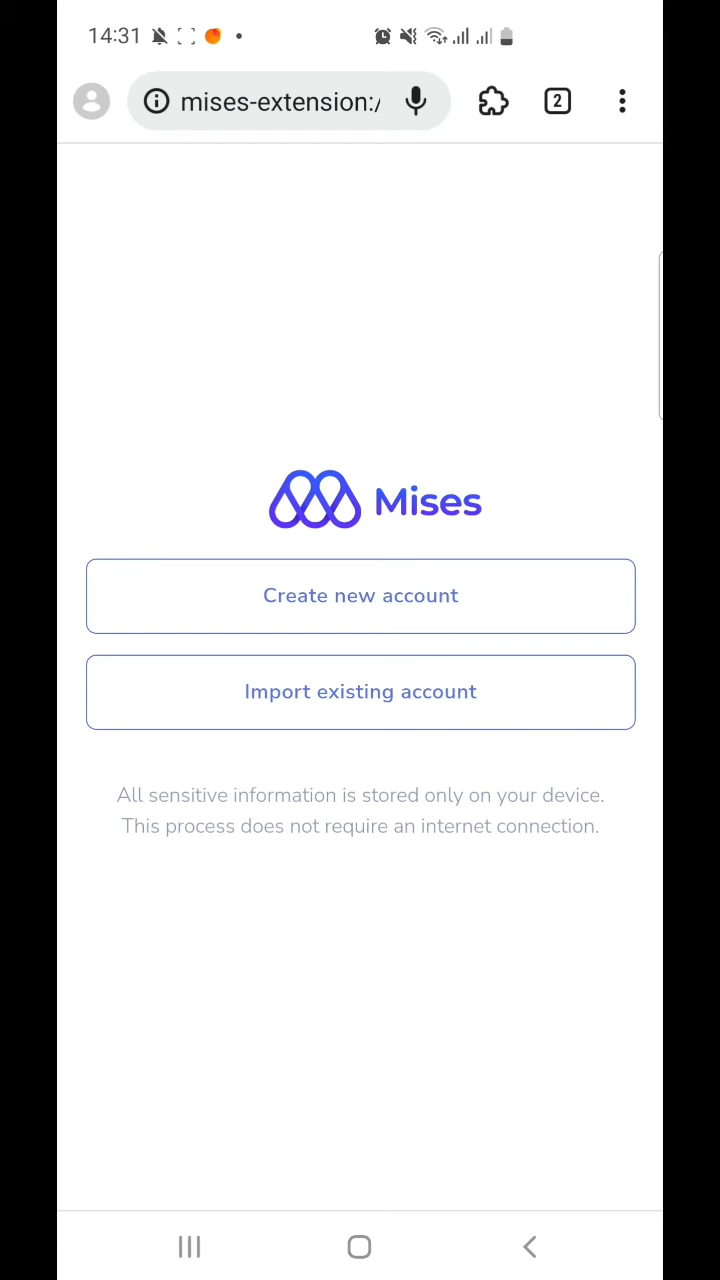 14:31
mises-extension:/
2
Mises
Create new account
Import existing account
All sensitive information is stored only on your device.
This process does not require an internet connection.